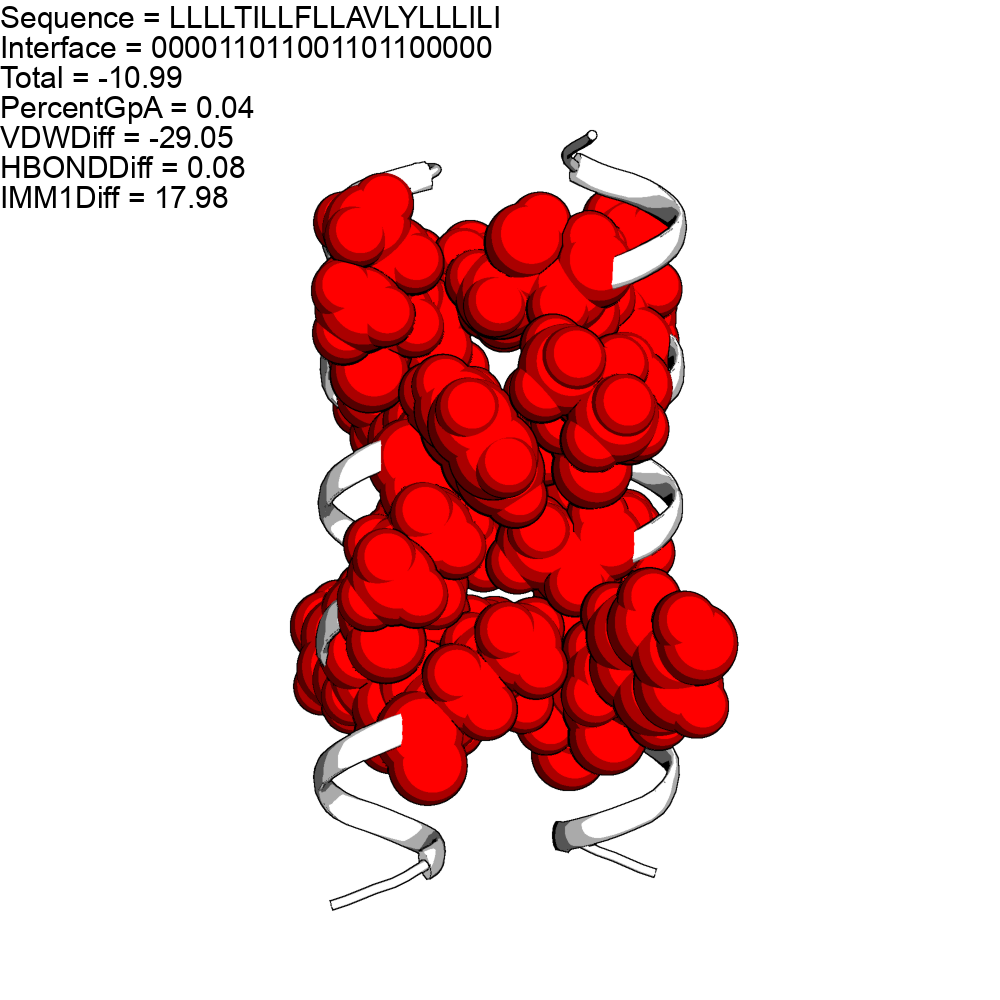 Sequence = LLLLTILLFLLAVLYLLLILI
Interface = 000011011001101100000
Total = -10.99
PercentGpA = 0.04
VDWDiff = -29.05
HBONDDiff = 0.08
IMM1Diff = 17.98